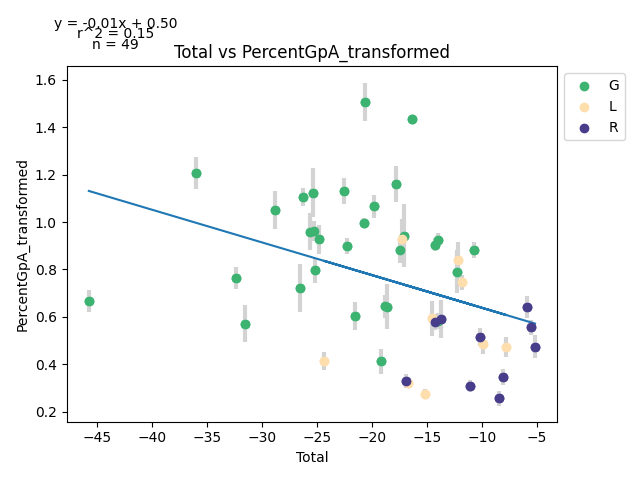 y = -0.01x + 0.50
r^2 = 0.15
n = 49
Total vs PercentGpA_transformed
G
L
R
PercentGpA_transformed
1.6
1.4
1.2
1.0
0.8
0.6
0.4
0.2
−45 −40 −35 −30 −25 −20 −15 −10 −5
Total